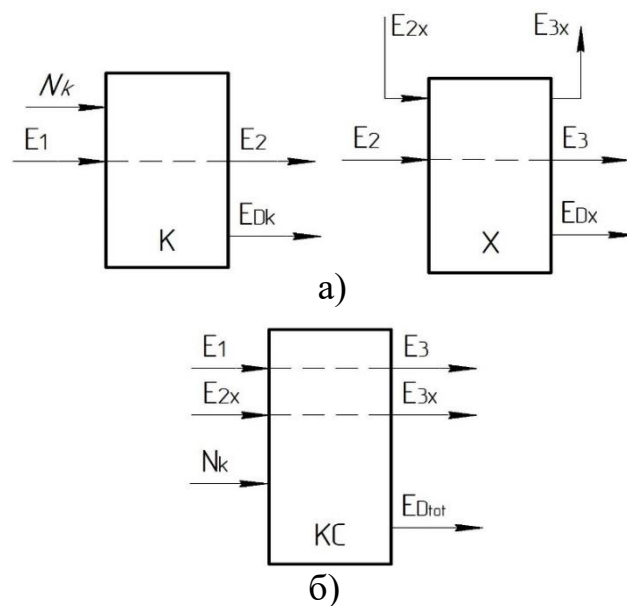 Nk
E1
E2
EDk
K
E2x
E3x
E2
E3
EDx
X
а)
E1
E3
E2x
E3x
Nk
EDtot
KC
б)